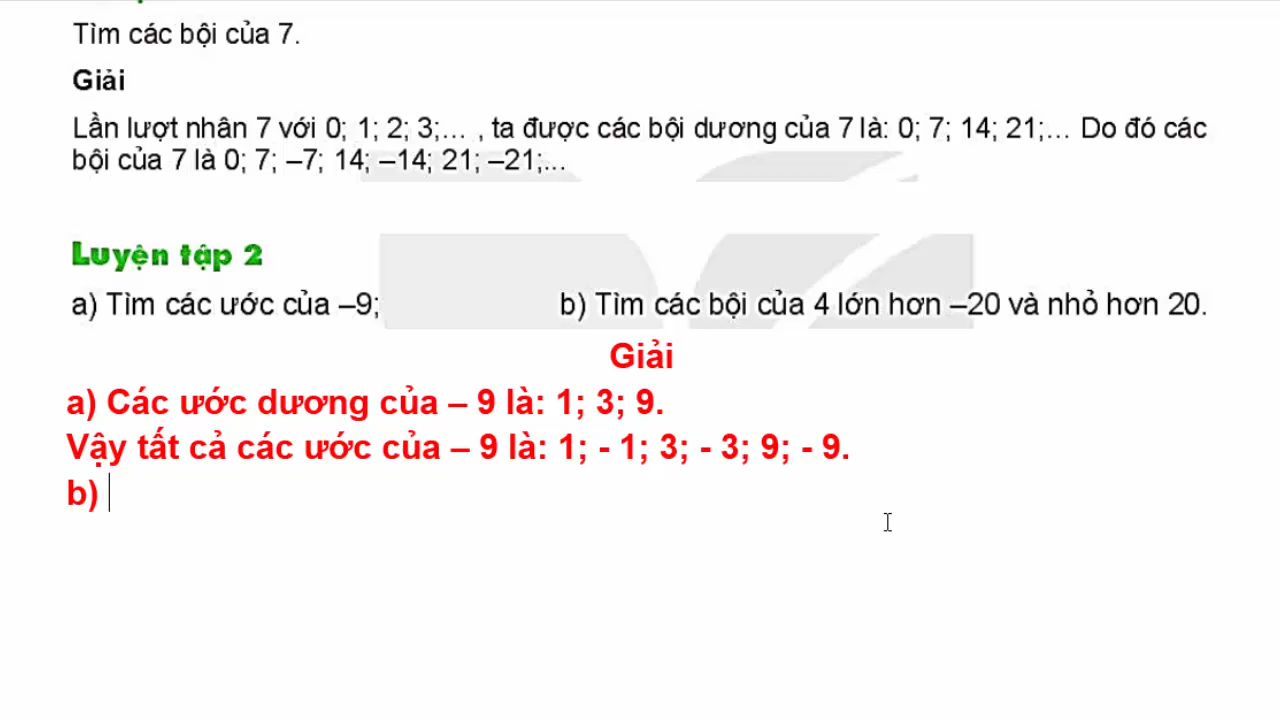 Tìm các bội của 7.
Giải
Lần lượt nhân 7 với 0; 1; 2; 3;... , ta được các bội dương của 7 là: 0; 7; 14; 21;... Do đó các
bội của 7 là 0; 7; –7; 14; –14; 21; –21;...
Luyện tập 2
a) Tìm các ước của –9; b) Tìm các bội của 4 lớn hơn –20 và nhỏ hơn 20.
Giải
a) Các ước dương của – 9 là: 1; 3; 9.
Vậy tất cả các ước của – 9 là: 1; - 1; 3; - 3; 9; - 9.
b)